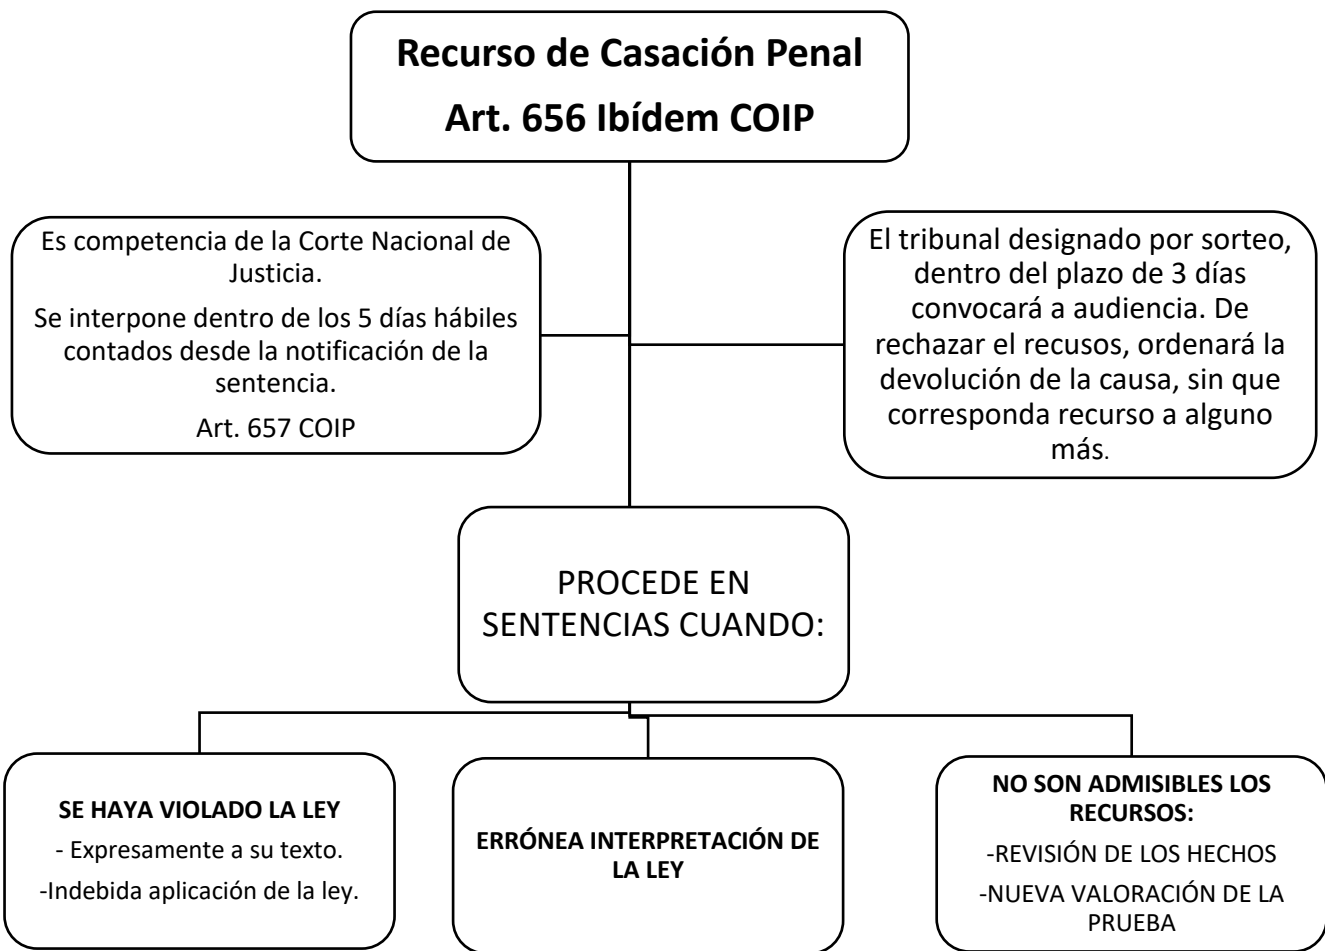 Recurso de Casación Penal
Art. 656 Ibídem COIP
Es competencia de la Corte Nacional de
Justicia.
Se interpone dentro de los 5 días hábiles
contados desde la notificación de la
sentencia.
Art. 657 COIP
El tribunal designado por sorteo,
dentro del plazo de 3 días
convocará a audiencia. De
rechazar el recusos, ordenará la
devolución de la causa, sin que
corresponda recurso a alguno
más.
PROCEDE EN
SENTENCIAS CUANDO:
SE HAYA VIOLADO LA LEY
- Expresamente a su texto.
-Indebida aplicación de la ley.
ERRÓNEA INTERPRETACIÓN DE
LA LEY
NO SON ADMISIBLES LOS
RECURSOS:
-REVISIÓN DE LOS HECHOS
-NUEVA VALORACIÓN DE LA
PRUEBA